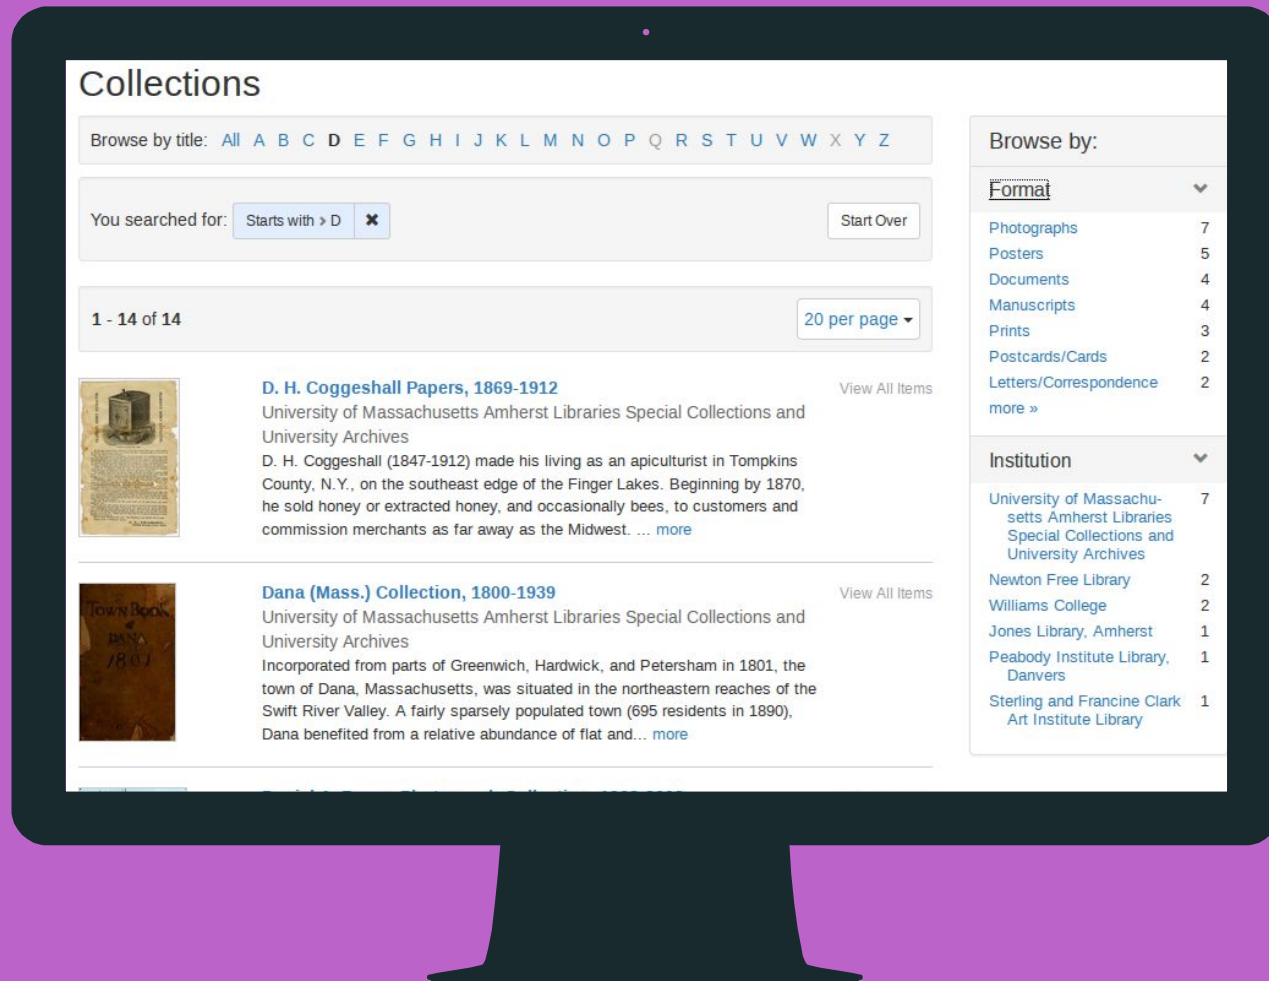 Collections
Browse by title: All A B C D E F G H I J K L M N O P Q R S T U V W X Y Z
You searched for: Starts with > D ✖ Start Over
1 - 14 of 14 20 per page
D. H. Coggeshall Papers, 1869-1912 View All Items
University of Massachusetts Amherst Libraries Special Collections and
University Archives
D. H. Coggeshall (1847-1912) made his living as an apiculturist in Tompkins
County, N.Y., on the southeast edge of the Finger Lakes. Beginning by 1870,
he sold honey or extracted honey, and occasionally bees, to customers and
commission merchants as far away as the Midwest. ... more
TOWN BOOK
DANA
1801
Dana (Mass.) Collection, 1800-1939 View All Items
University of Massachusetts Amherst Libraries Special Collections and
University Archives
Incorporated from parts of Greenwich, Hardwick, and Petersham in 1801, the
town of Dana, Massachusetts, was situated in the northeastern reaches of the
Swift River Valley. A fairly sparsely populated town (695 residents in 1890),
Dana benefited from a relative abundance of flat and... more
Browse by:
Format
Photographs 7
Posters 5
Documents 4
Manuscripts 4
Prints 3
Postcards/Cards 2
Letters/Correspondence 2
more »
Institution
University of Massachu- 7
setts Amherst Libraries
Special Collections and
University Archives
Newton Free Library 2
Williams College 2
Jones Library, Amherst 1
Peabody Institute Library, 1
Danvers
Sterling and Francine Clark 1
Art Institute Library